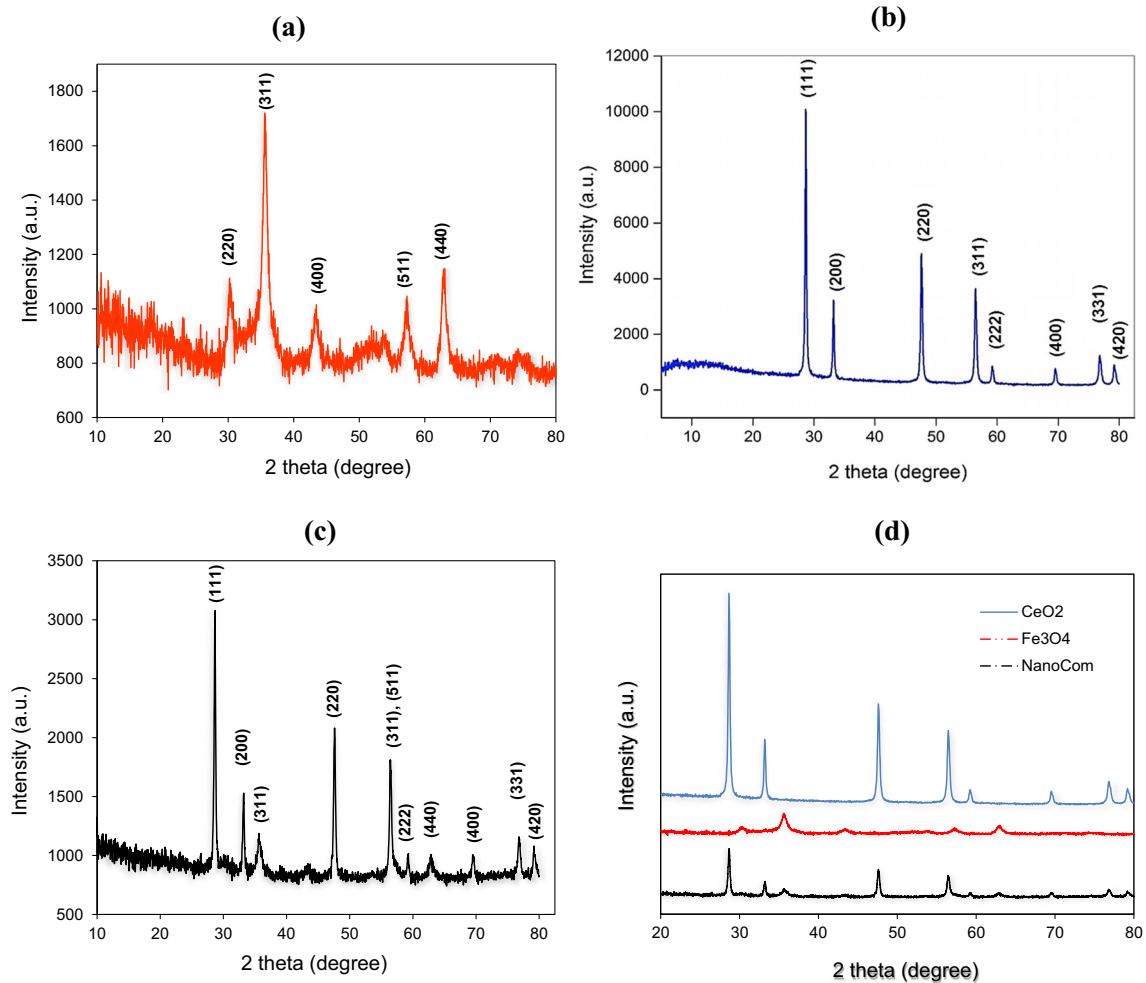 (a)
1800
1600
1400
1200
1000
800
600
Intensity (a.u.)
(220)
(311)
(400)
(511)
(440)
10 20 30 40 50 60 70 80
2 theta (degree)
(b)
12000
10000
8000
6000
4000
2000
0
Intensity (a.u.)
(111)
(200)
(220)
(311)
(222)
(400)
(331)
(420)
10 20 30 40 50 60 70 80
2 theta (degree)
(c)
3500
3000
2500
2000
1500
1000
500
Intensity (a.u.)
(111)
(200)
(311)
(220)
(311), (511)
(222)
(440)
(400)
(331)
(420)
10 20 30 40 50 60 70 80
2 theta (degree)
(d)
Intensity (a.u.)
CeO2
Fe3O4
NanoCom
20 30 40 50 60 70 80
2 theta (degree)